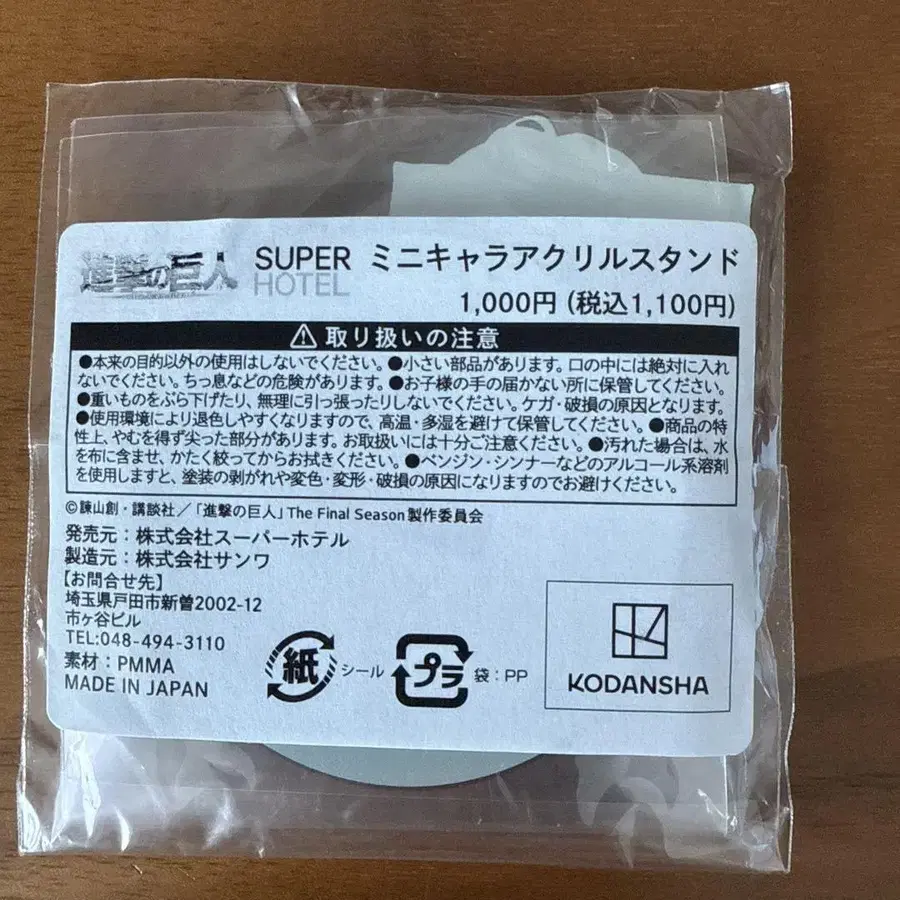 進撃の巨人 SUPER HOTEL ミニキャラアクリルスタンド
1,000円 (税込1,100円)
⚠取り扱いの注意
●本来の目的以外の使用はしないでください。●小さい部品があります。口の中には絶対に入れ
ないでください。ちっ息などの危険があります。●お子様の手の届かない所に保管してください。
●重いものをぶら下げたり、無理に引っ張ったりしないでください。ケガ・破損の原因となります。
●使用環境により退色しやすくなりますので、高温・多湿を避けて保管してください。●商品の特
性上、やむを得ず尖った部分があります。お取扱いには十分ご注意ください。●汚れた場合は、水
を布に含ませ、かたく絞ってからお拭きください。●ベンジン・シンナーなどのアルコール系溶剤
を使用しますと、塗装の剥がれや変色・変形・破損の原因になりますのでお避けください。
©諫山創・講談社/「進撃の巨人」The Final Season製作委員会
発売元：株式会社スーパーホテル
製造元：株式会社サンワ
【お問合せ先】
埼玉県戸田市新曽2002-12
市ヶ谷ビル
TEL:048-494-3110
素材：PMMA
MADE IN JAPAN
紙 シール
プラ 袋：PP
KODANSHA